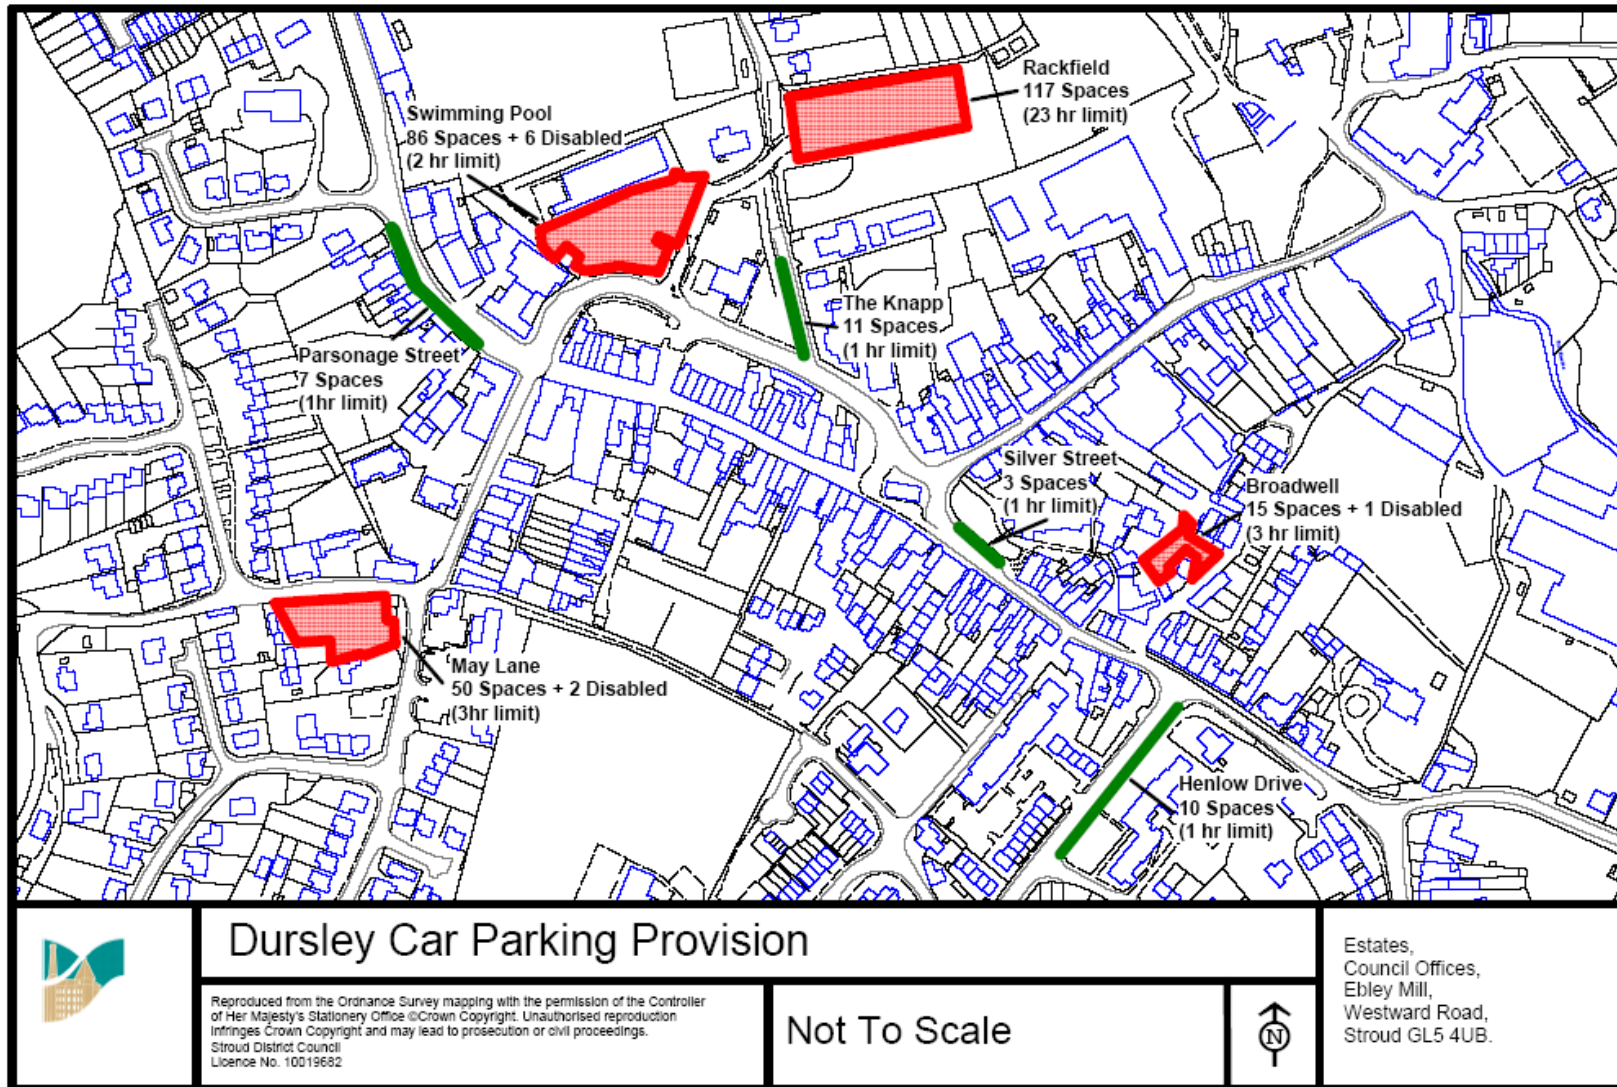 Rackfield
117 Spaces
(23 hr limit)
Swimming Pool
86 Spaces + 6 Disabled
(2 hr limit)
The Knapp
11 Spaces
(1 hr limit)
Parsonage Street
7 Spaces
(1hr limit)
Silver Street
3 Spaces
(1 hr limit)
Broadwell
15 Spaces + 1 Disabled
(3 hr limit)
May Lane
50 Spaces + 2 Disabled
(3hr limit)
Henlow Drive
10 Spaces
(1 hr limit)
Dursley Car Parking Provision
Reproduced from the Ordnance Survey mapping with the permission of the Controller
of Her Majesty's Stationery Office ©Crown Copyright. Unauthorised reproduction
infringes Crown Copyright and may lead to prosecution or civil proceedings.
Stroud District Council
Licence No. 10019682
Not To Scale
N
Estates,
Council Offices,
Ebley Mill,
Westward Road,
Stroud GL5 4UB.